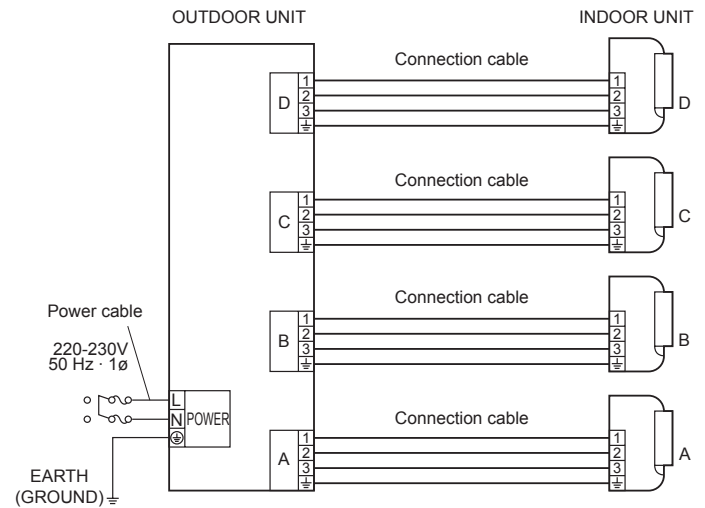 OUTDOOR UNIT
INDOOR UNIT
Connection cable
D
1
2
3
1
2
3
D
Connection cable
C
1
2
3
1
2
3
C
Connection cable
B
1
2
3
1
2
3
B
Power cable
220-230V
50 Hz · 1ø
L
N
POWER
Connection cable
A
1
2
3
1
2
3
A
EARTH
(GROUND)